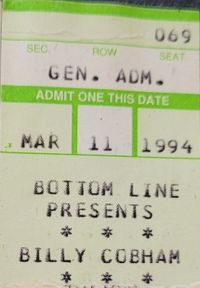 069
SEC. ROW SEAT
GEN. ADM.
ADMIT ONE THIS DATE
MAR 11 1994
BOTTOM LINE
PRESENTS
* * *
BILLY COBHAM
* * *